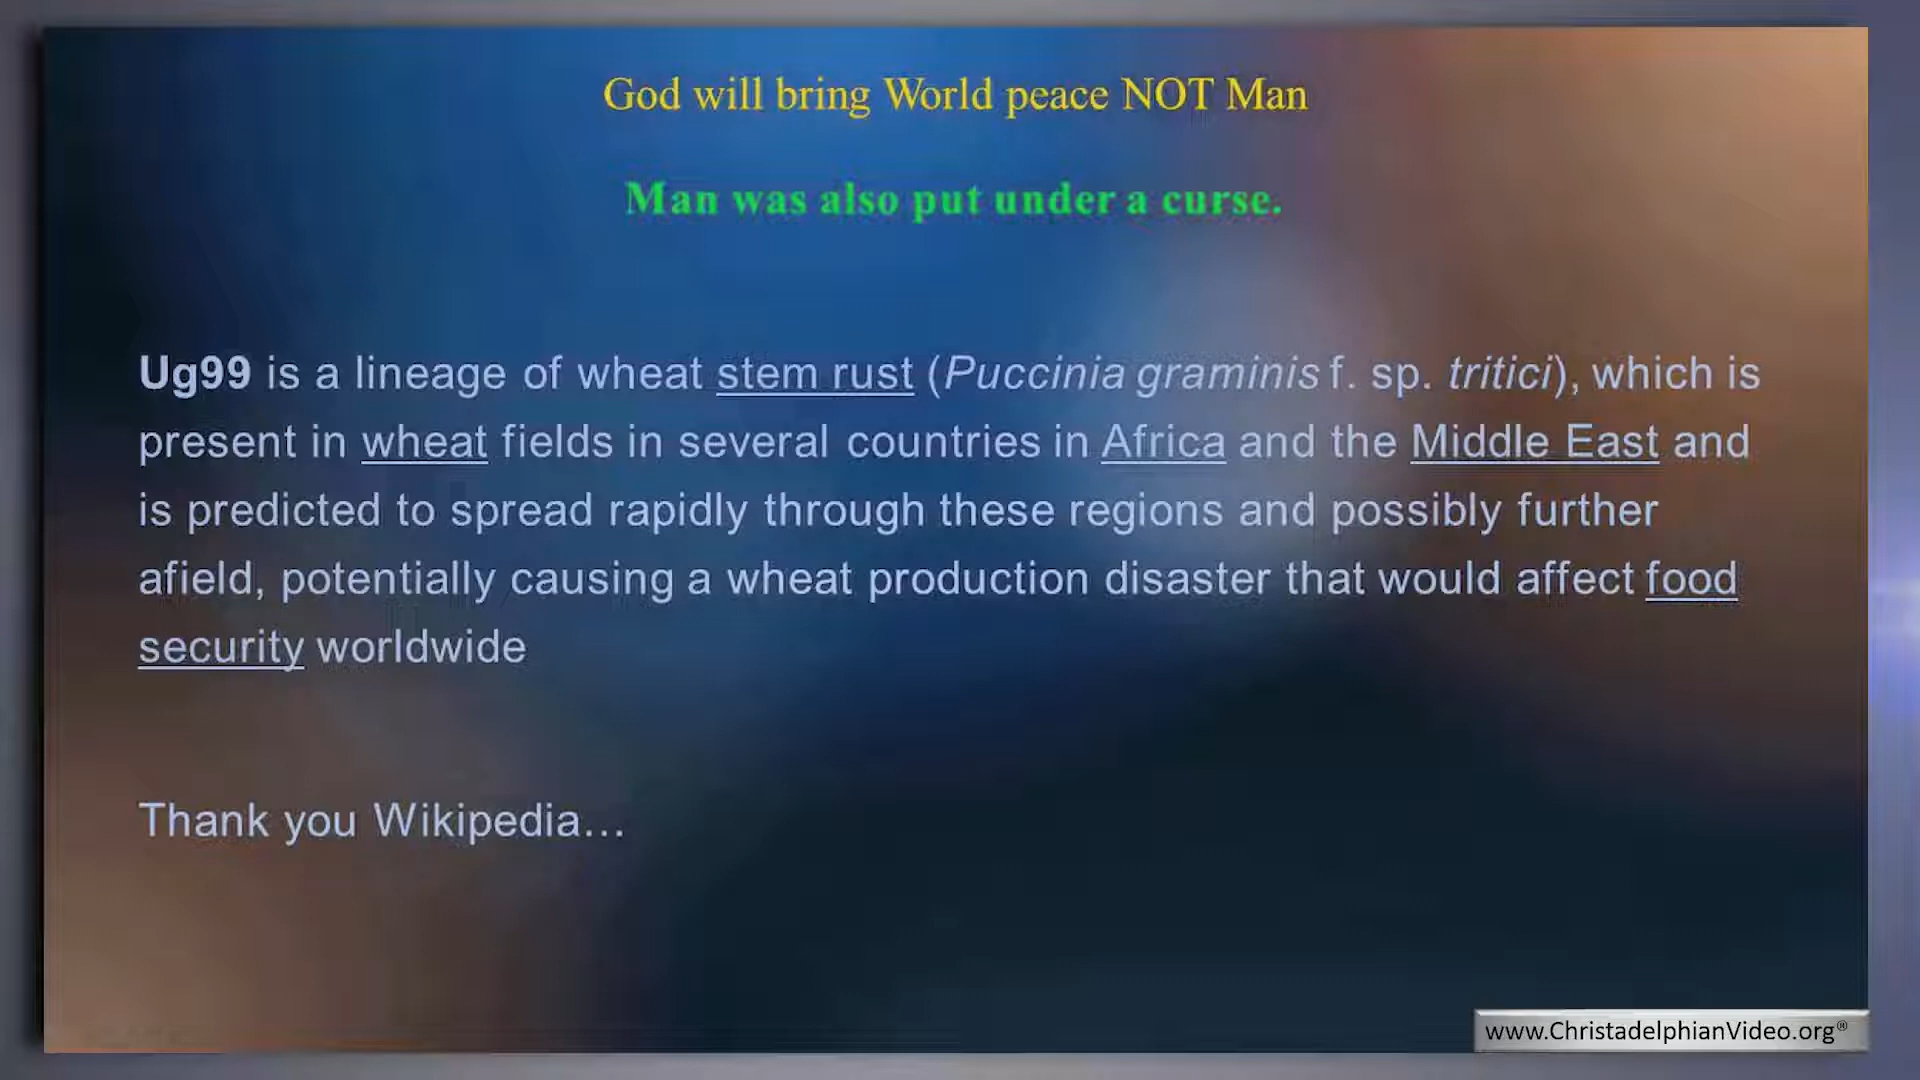 God will bring World peace NOT Man
Man was also put under a curse.
Ug99 is a lineage of wheat stem rust (Puccinia graminis f. sp. tritici), which is
present in wheat fields in several countries in Africa and the Middle East and
is predicted to spread rapidly through these regions and possibly further
afield, potentially causing a wheat production disaster that would affect food
security worldwide
Thank you Wikipedia...
www.ChristadelphianVideo.org®